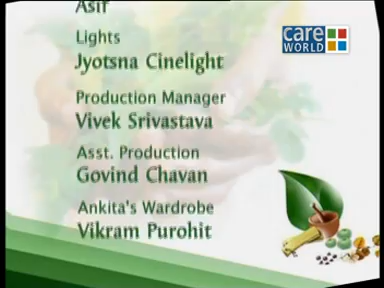 Asif
care
WORLD
Lights
Jyotsna Cinelight
Production Manager
Vivek Srivastava
Asst. Production
Govind Chavan
Ankita's Wardrobe
Vikram Purohit